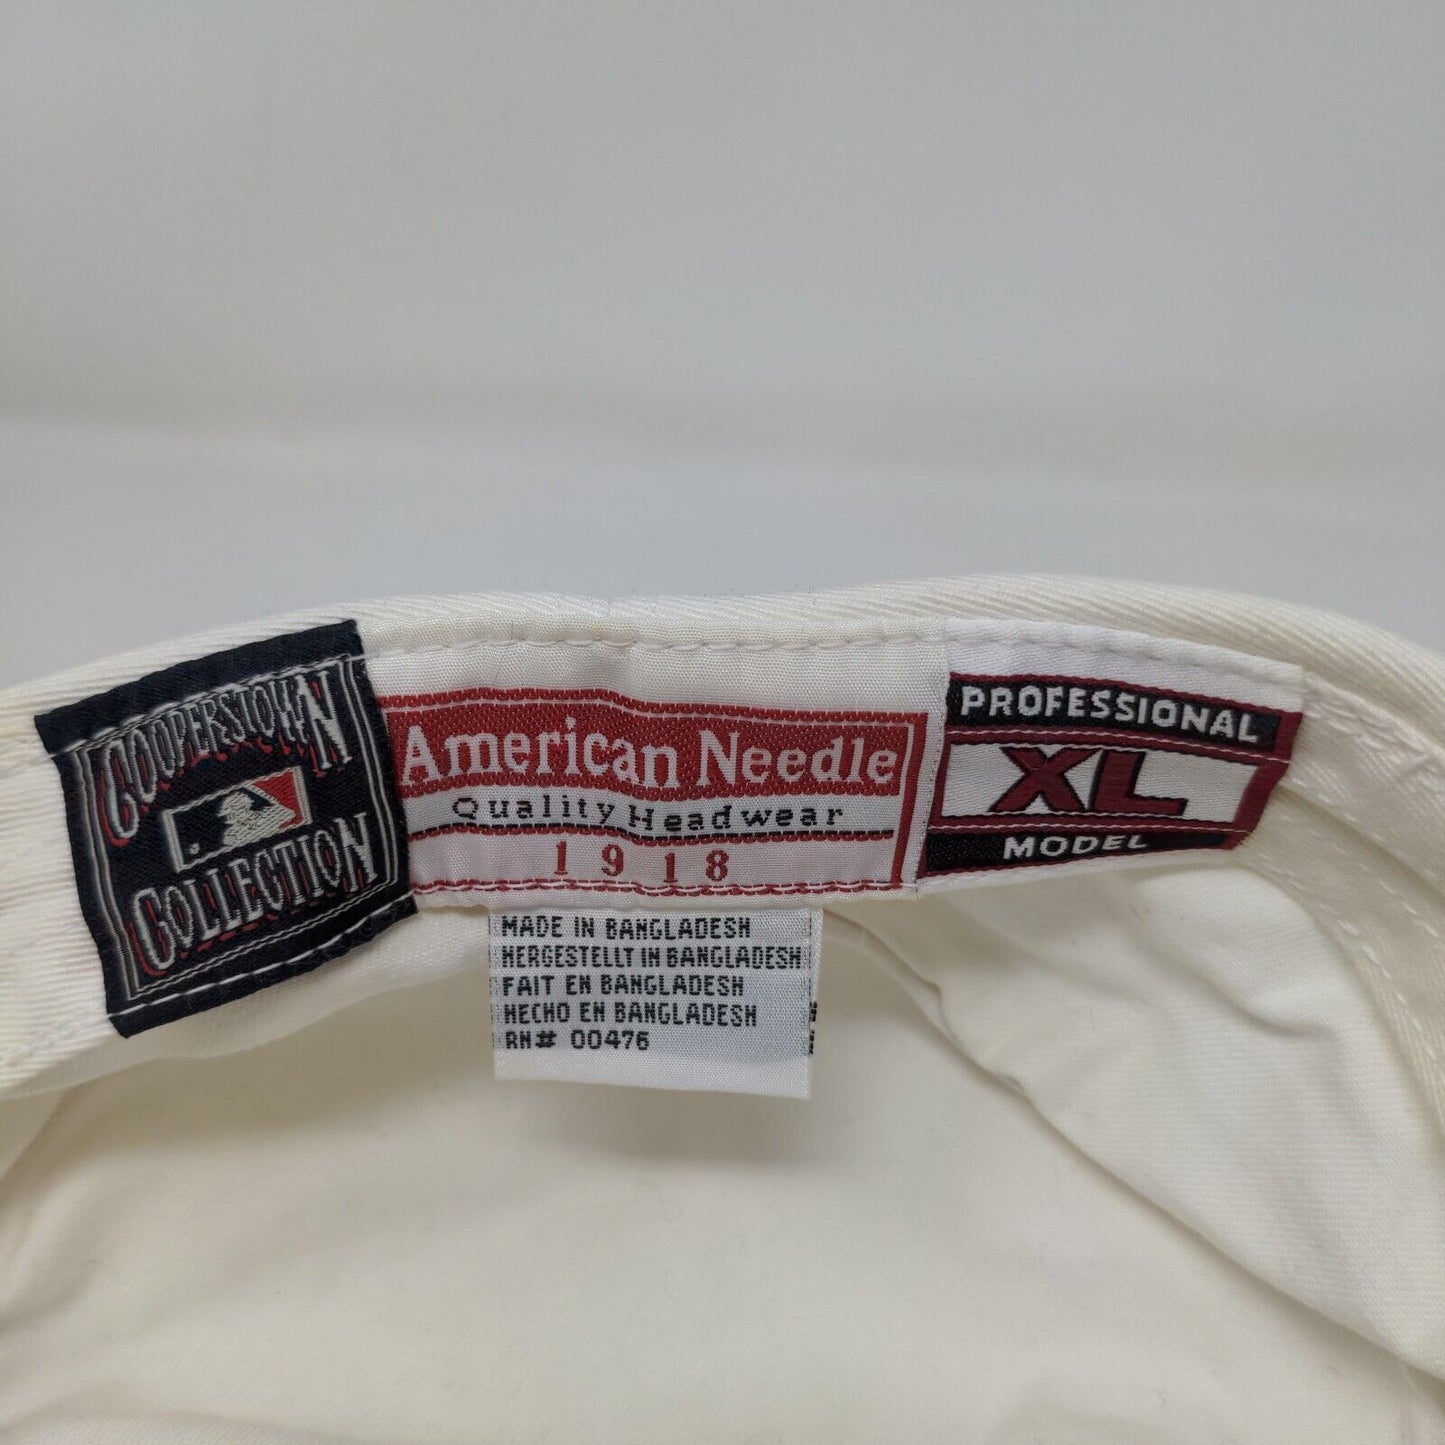 COOPERSTOWN
COLLECTION
American Needle
Quality Headwear
1918
PROFESSIONAL
XL
MODEL
MADE IN BANGLADESH
HERGESTELLT IN BANGLADESH
FAIT EN BANGLADESH
HECHO EN BANGLADESH
RN# 00476